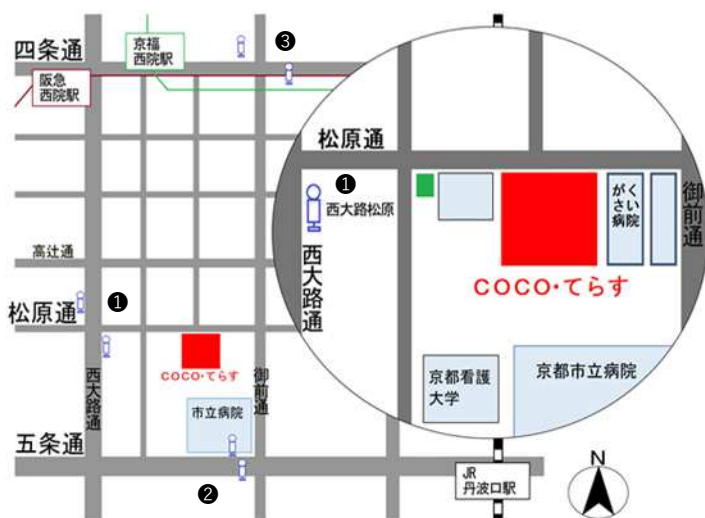 四条通
京福
西院駅
❸
阪急
西院駅
高辻通
❶
松原通
西大路通
COCO・てらす
御前通
市立病院
五条通
❷
松原通
❶
西大路松原
西大路通
がくさい病院
御前通
COCO・てらす
京都看護
大学
京都市立病院
JR
丹波口駅
N